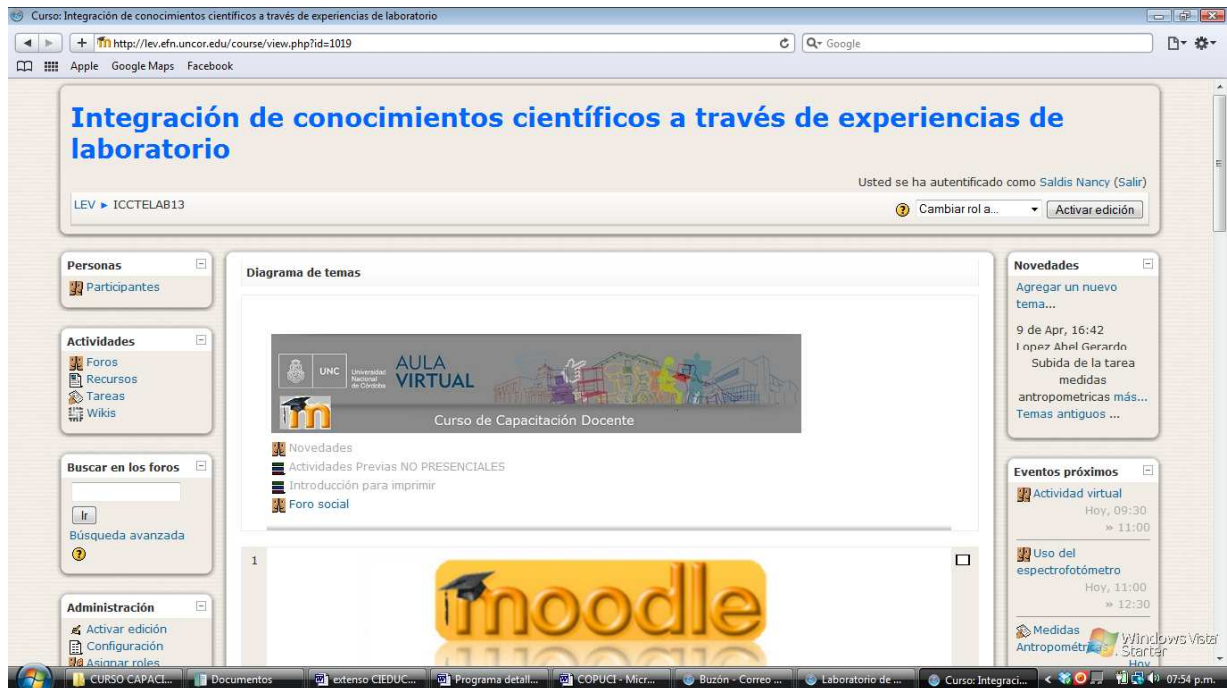 Curso: Integración de conocimientos científicos a través de experiencias de laboratorio
http://lev.efn.uncor.edu/course/view.php?id=1019
Google
Apple Google Maps Facebook
Integración de conocimientos científicos a través de experiencias de
laboratorio
Usted se ha autentificado como Saldis Nancy (Salir)
LEV ► ICCTELAB13
Cambiar rol a...
Activar edición
Personas
Participantes
Actividades
Foros
Recursos
Tareas
Wikis
Buscar en los foros
Ir
Búsqueda avanzada
Administración
Activar edición
Configuración
Asignar roles
Diagrama de temas
UNC
Universidad
Nacional
de Córdoba
AULA
VIRTUAL
m
Curso de Capacitación Docente
Novedades
Actividades Previas NO PRESENCIALES
Introducción para imprimir
Foro social
1
moodle
Novedades
Agregar un nuevo
tema...
9 de Apr, 16:42
Lopez Abel Gerardo
Subida de la tarea
medidas
antropometricas más...
Temas antiguos ...
Eventos próximos
Actividad virtual
Hoy, 09:30
» 11:00
Uso del
espectrofotómetro
Hoy, 11:00
» 12:30
Medidas
Hoy
Windows Vista
Starter
CURSO CAPACI...
Documentos
extenso CIEDUC...
Programa detall...
COPUCI - Micr...
Buzón - Correo ...
Laboratorio de ...
Curso: Integraci...
07:54 p.m.